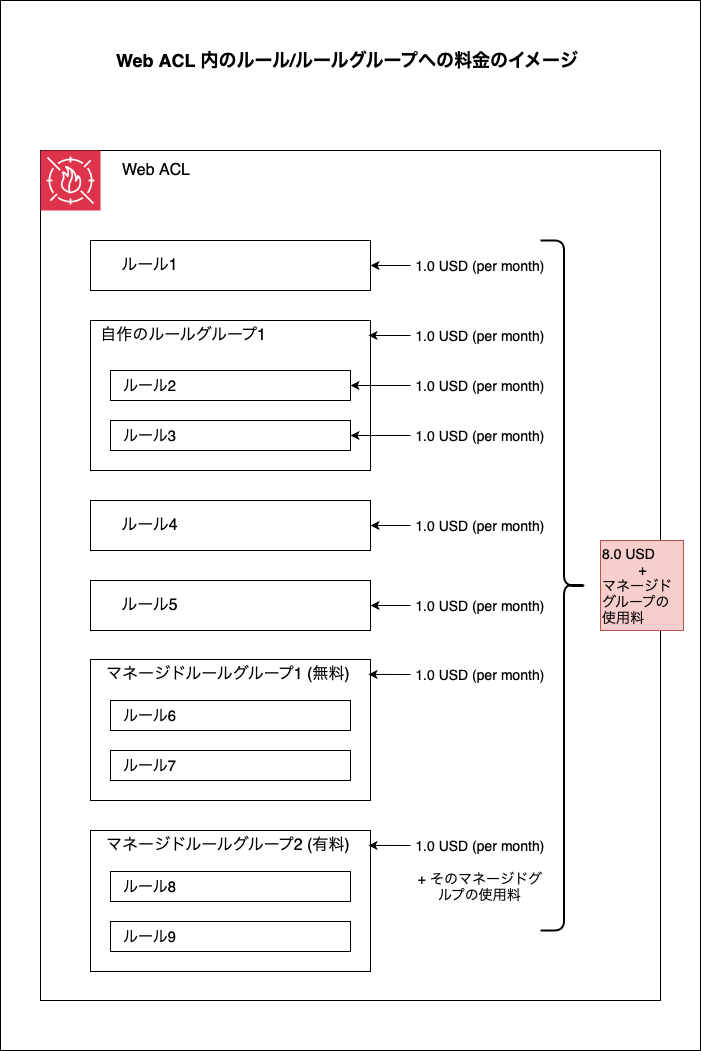 Web ACL 内のルール/ルールグループへの料金のイメージ
Web ACL
ルール1
1.0 USD (per month)
自作のルールグループ1
1.0 USD (per month)
ルール2
1.0 USD (per month)
ルール3
1.0 USD (per month)
ルール4
1.0 USD (per month)
8.0 USD
+
マネージド
グループの
使用料
ルール5
1.0 USD (per month)
マネージドルールグループ1 (無料)
1.0 USD (per month)
ルール6
ルール7
マネージドルールグループ2 (有料)
1.0 USD (per month)
+ そのマネージドグ
ルプの使用料
ルール8
ルール9